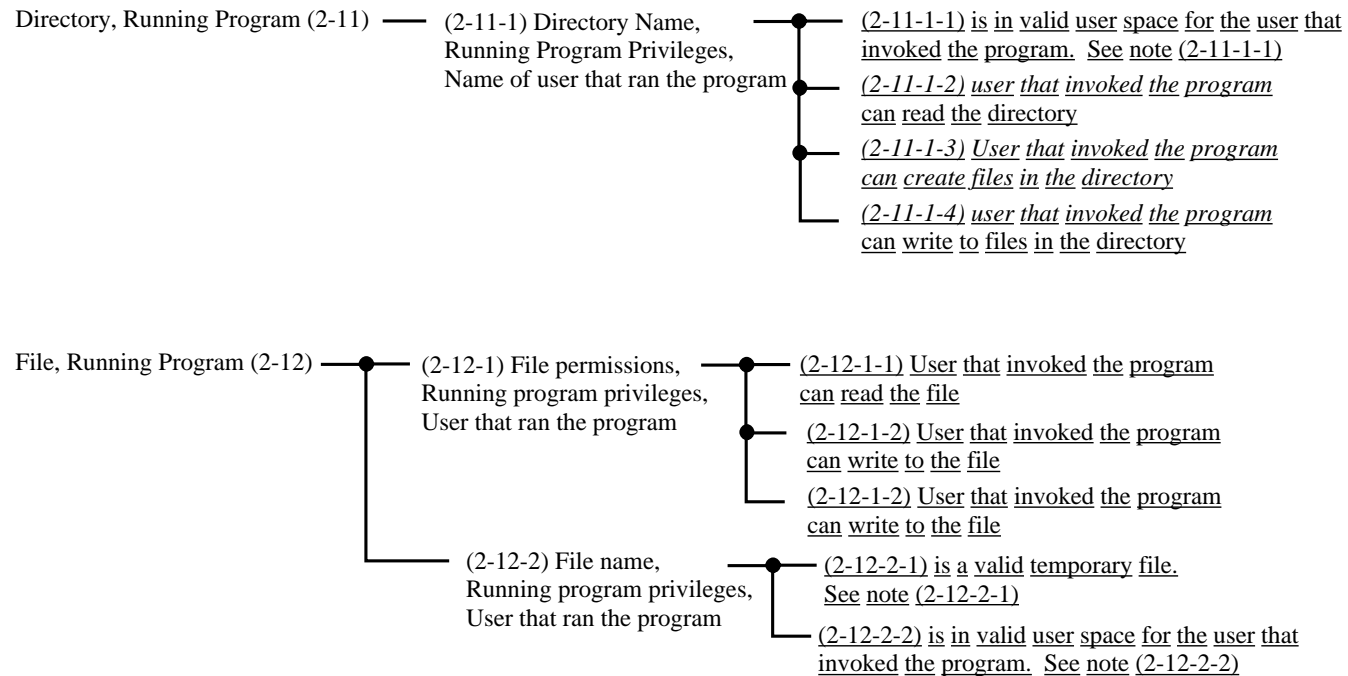 Directory, Running Program (2-11)
(2-11-1) Directory Name,
Running Program Privileges,
Name of user that ran the program
(2-11-1-1) is in valid user space for the user that
invoked the program. See note (2-11-1-1)
(2-11-1-2) user that invoked the program
can read the directory
(2-11-1-3) User that invoked the program
can create files in the directory
(2-11-1-4) user that invoked the program
can write to files in the directory
File, Running Program (2-12)
(2-12-1) File permissions,
Running program privileges,
User that ran the program
(2-12-1-1) User that invoked the program
can read the file
(2-12-1-2) User that invoked the program
can write to the file
(2-12-1-2) User that invoked the program
can write to the file
(2-12-2) File name,
Running program privileges,
User that ran the program
(2-12-2-1) is a valid temporary file.
See note (2-12-2-1)
(2-12-2-2) is in valid user space for the user that
invoked the program. See note (2-12-2-2)